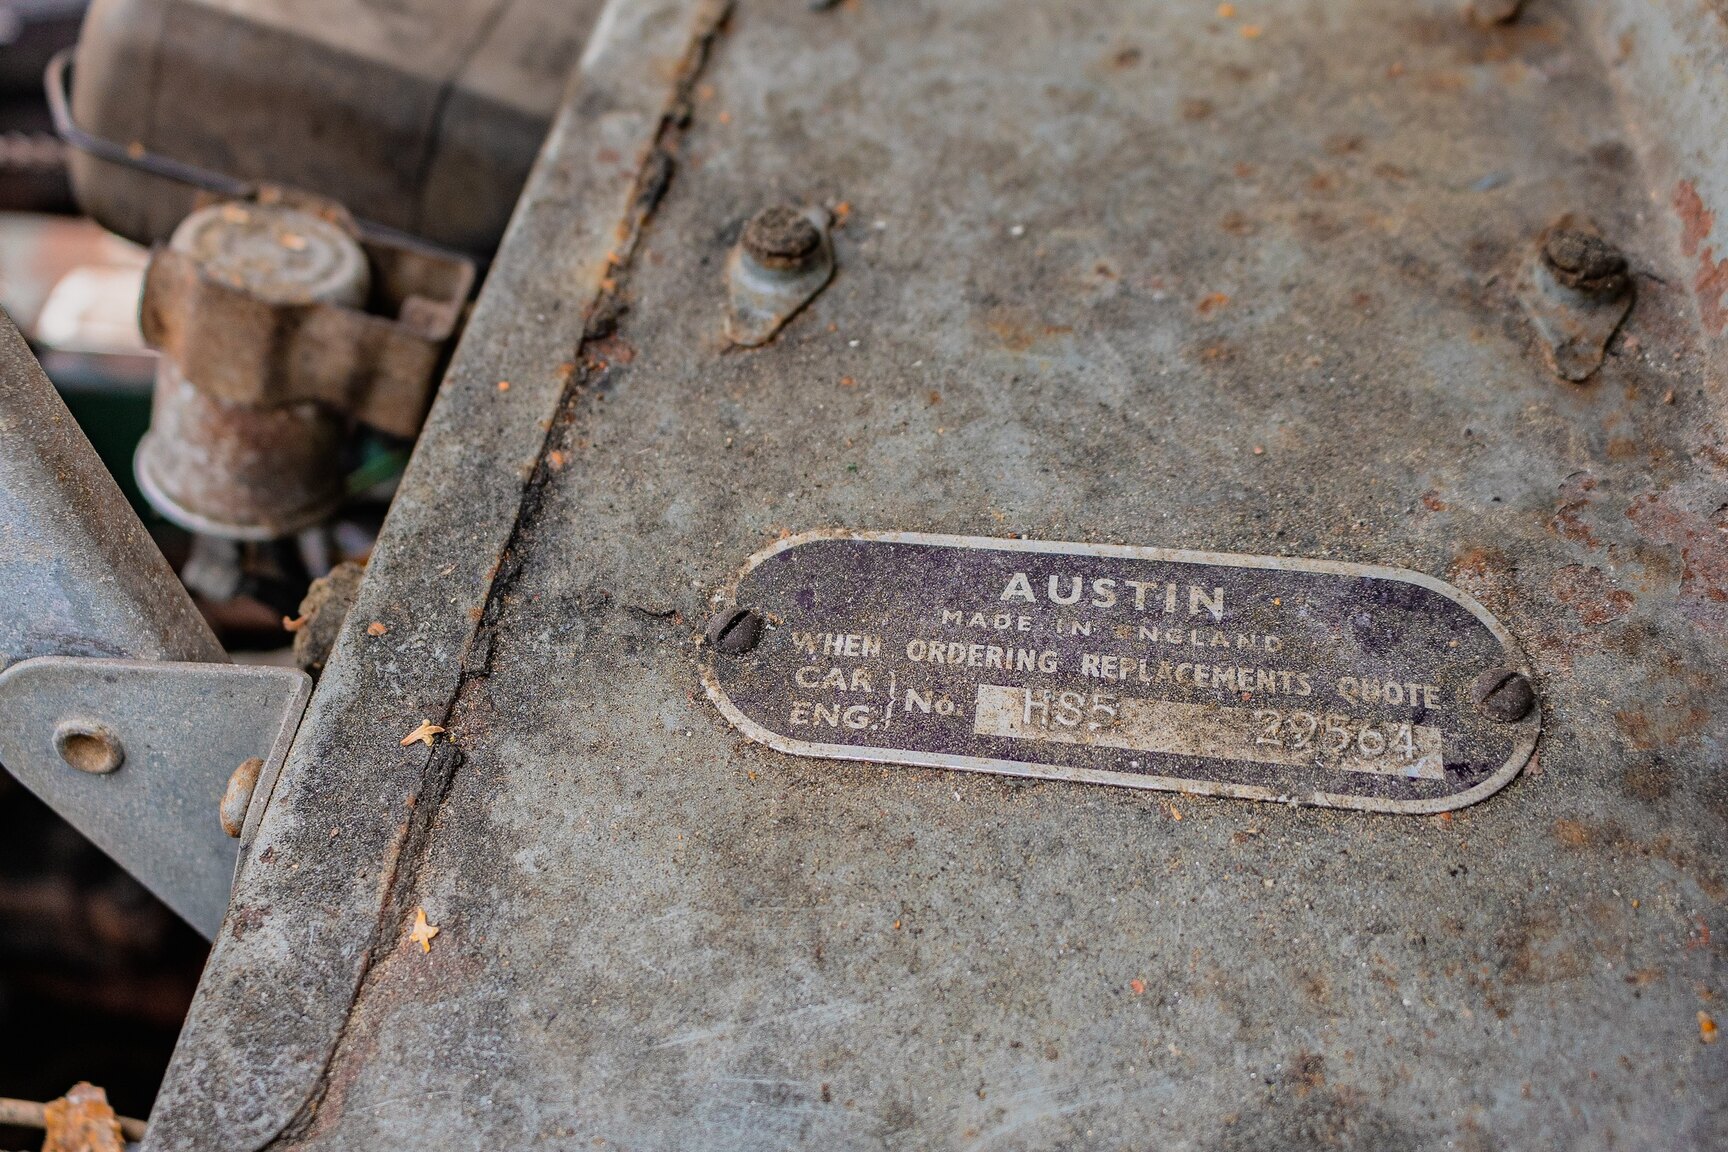 AUSTIN
MADE IN ENGLAND
WHEN ORDERING REPLACEMENTS QUOTE
CAR
ENG. } No. HS5 29564